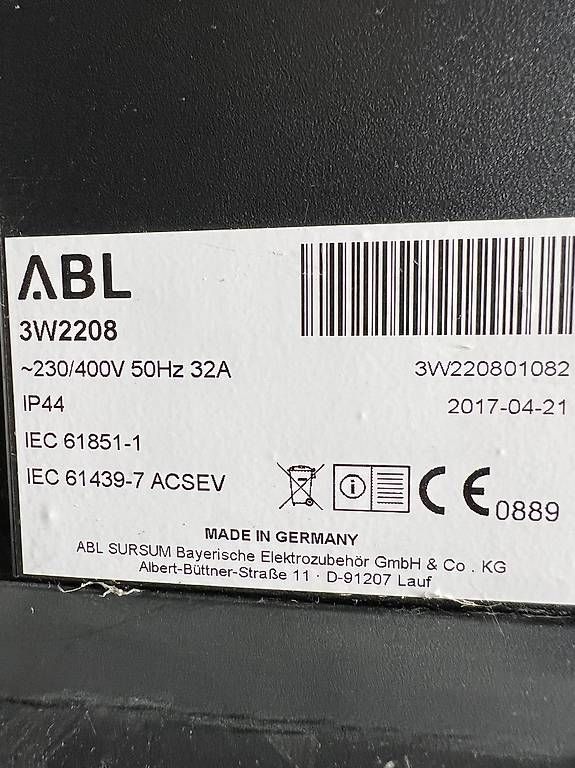 ABL
3W2208
~230/400V 50Hz 32A
3W220801082
IP44
2017-04-21
IEC 61851-1
IEC 61439-7 ACSEV
CE 0889
MADE IN GERMANY
ABL SURSUM Bayerische Elektrozubehör GmbH & Co . KG
Albert-Büttner-Straße 11 · D-91207 Lauf